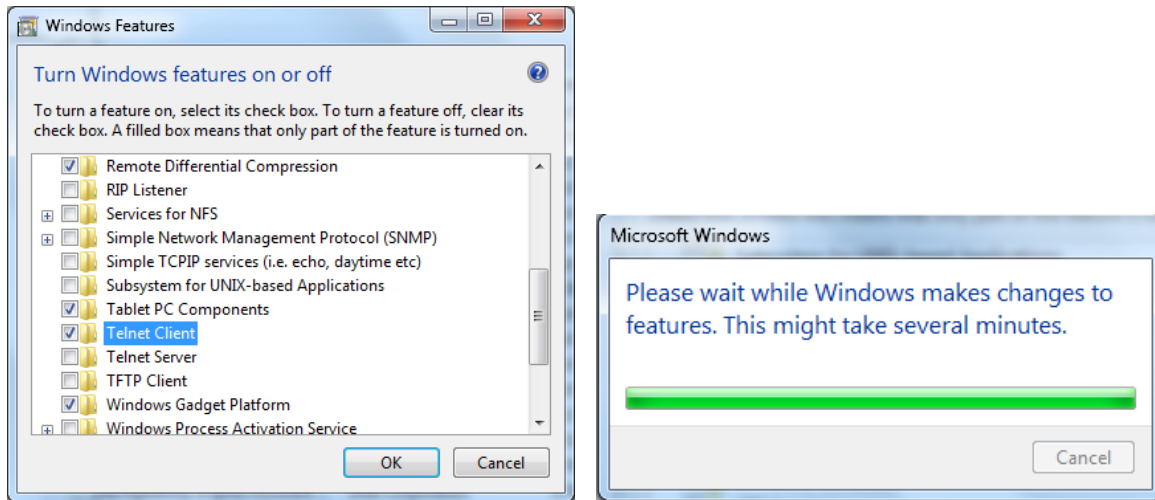 Windows Features
Turn Windows features on or off
To turn a feature on, select its check box. To turn a feature off, clear its
check box. A filled box means that only part of the feature is turned on.
Remote Differential Compression
RIP Listener
Services for NFS
Simple Network Management Protocol (SNMP)
Simple TCPIP services (i.e. echo, daytime etc)
Subsystem for UNIX-based Applications
Tablet PC Components
Telnet Client
Telnet Server
TFTP Client
Windows Gadget Platform
Windows Process Activation Service
OK
Cancel
Microsoft Windows
Please wait while Windows makes changes to
features. This might take several minutes.
Cancel